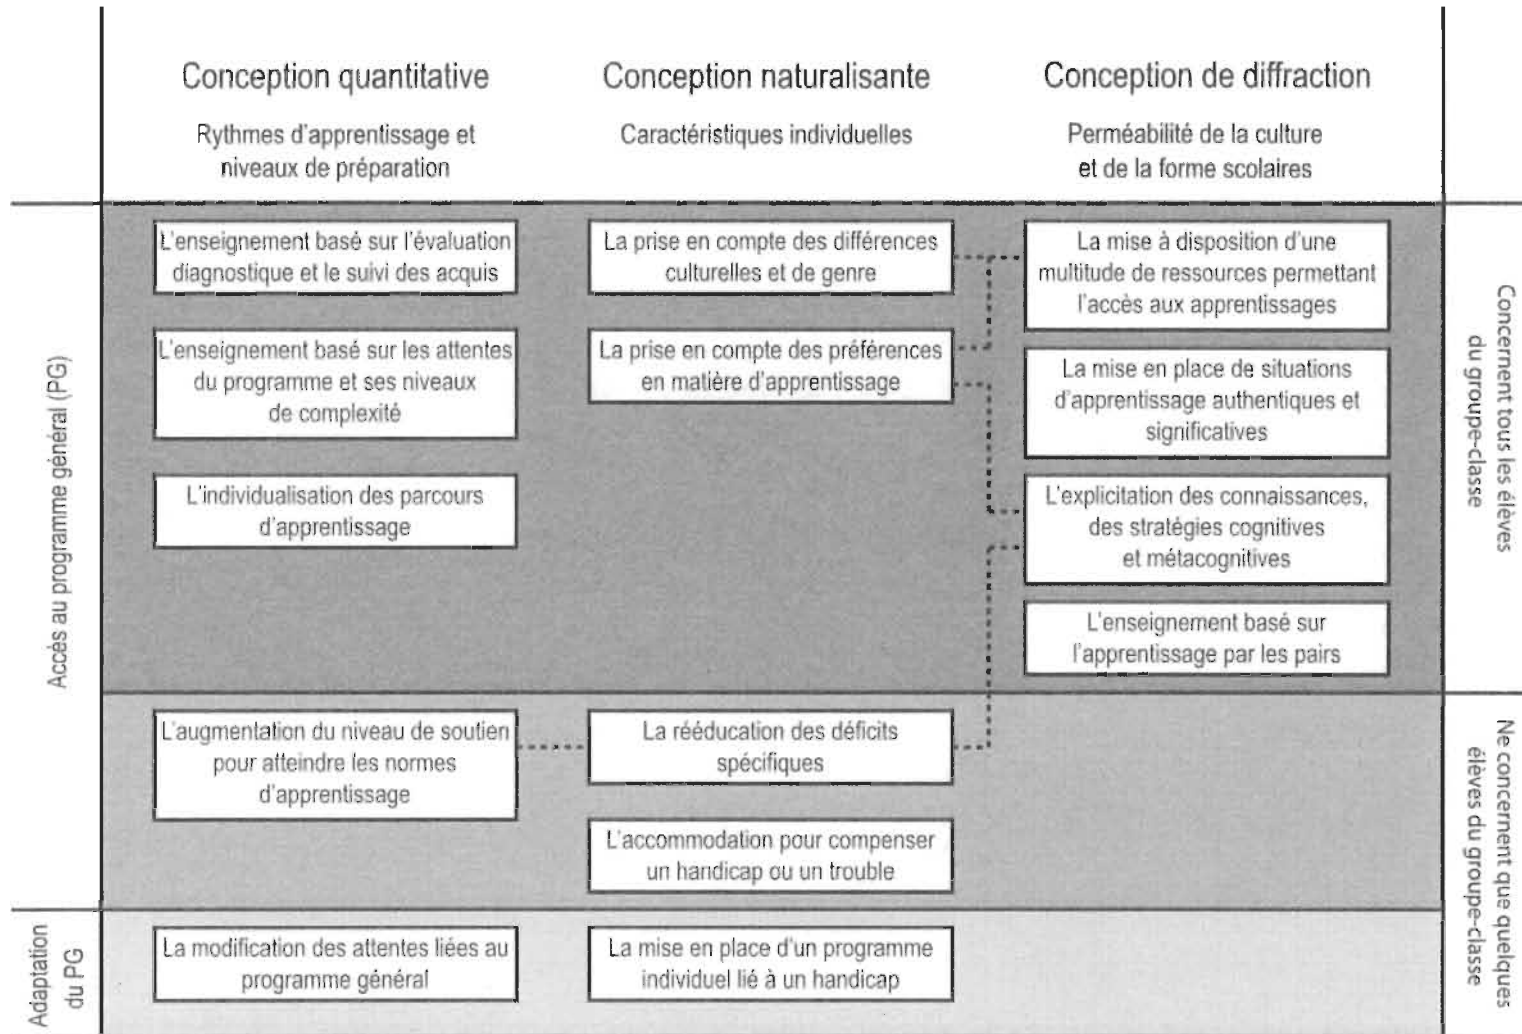 Conception quantitative
Rythmes d'apprentissage et
niveaux de préparation
Conception naturalisante
Caractéristiques individuelles
Conception de diffraction
Perméabilité de la culture
et de la forme scolaires
Accès au programme général (PG)
L'enseignement basé sur l'évaluation
diagnostique et le suivi des acquis
L'enseignement basé sur les attentes
du programme et ses niveaux
de complexité
L'individualisation des parcours
d'apprentissage
La prise en compte des différences
culturelles et de genre
La prise en compte des préférences
en matière d'apprentissage
La mise à disposition d'une
multitude de ressources permettant
l'accès aux apprentissages
La mise en place de situations
d'apprentissage authentiques et
significatives
L'explicitation des connaissances,
des stratégies cognitives
et métacognitives
L'enseignement basé sur
l'apprentissage par les pairs
Concernent tous les élèves
du groupe-classe
L'augmentation du niveau de soutien
pour atteindre les normes
d'apprentissage
La rééducation des déficits
spécifiques
L'accommodation pour compenser
un handicap ou un trouble
Ne concernent que quelques
élèves du groupe-classe
Adaptation
du PG
La modification des attentes liées au
programme général
La mise en place d'un programme
individuel lié à un handicap